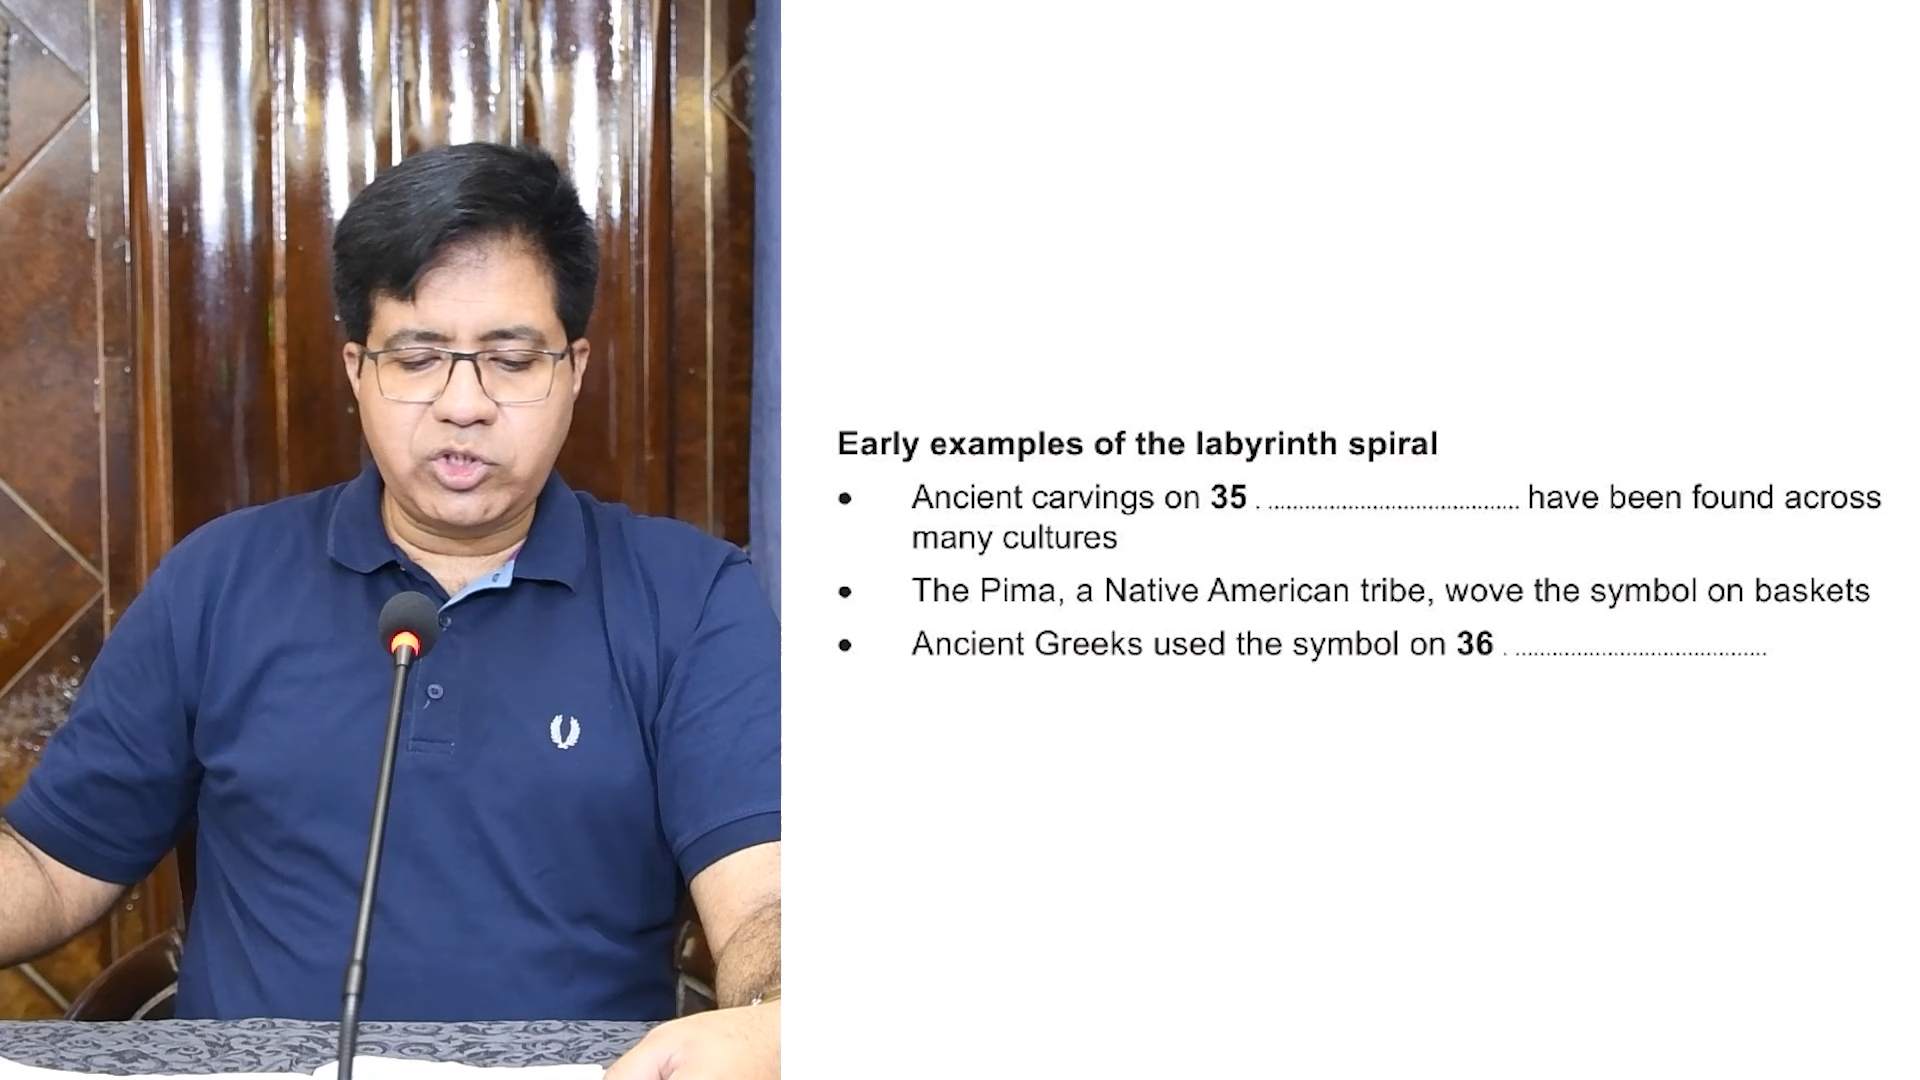 Early examples of the labyrinth spiral
• Ancient carvings on 35 . ........................................ have been found across
many cultures
• The Pima, a Native American tribe, wove the symbol on baskets
• Ancient Greeks used the symbol on 36 . ........................................